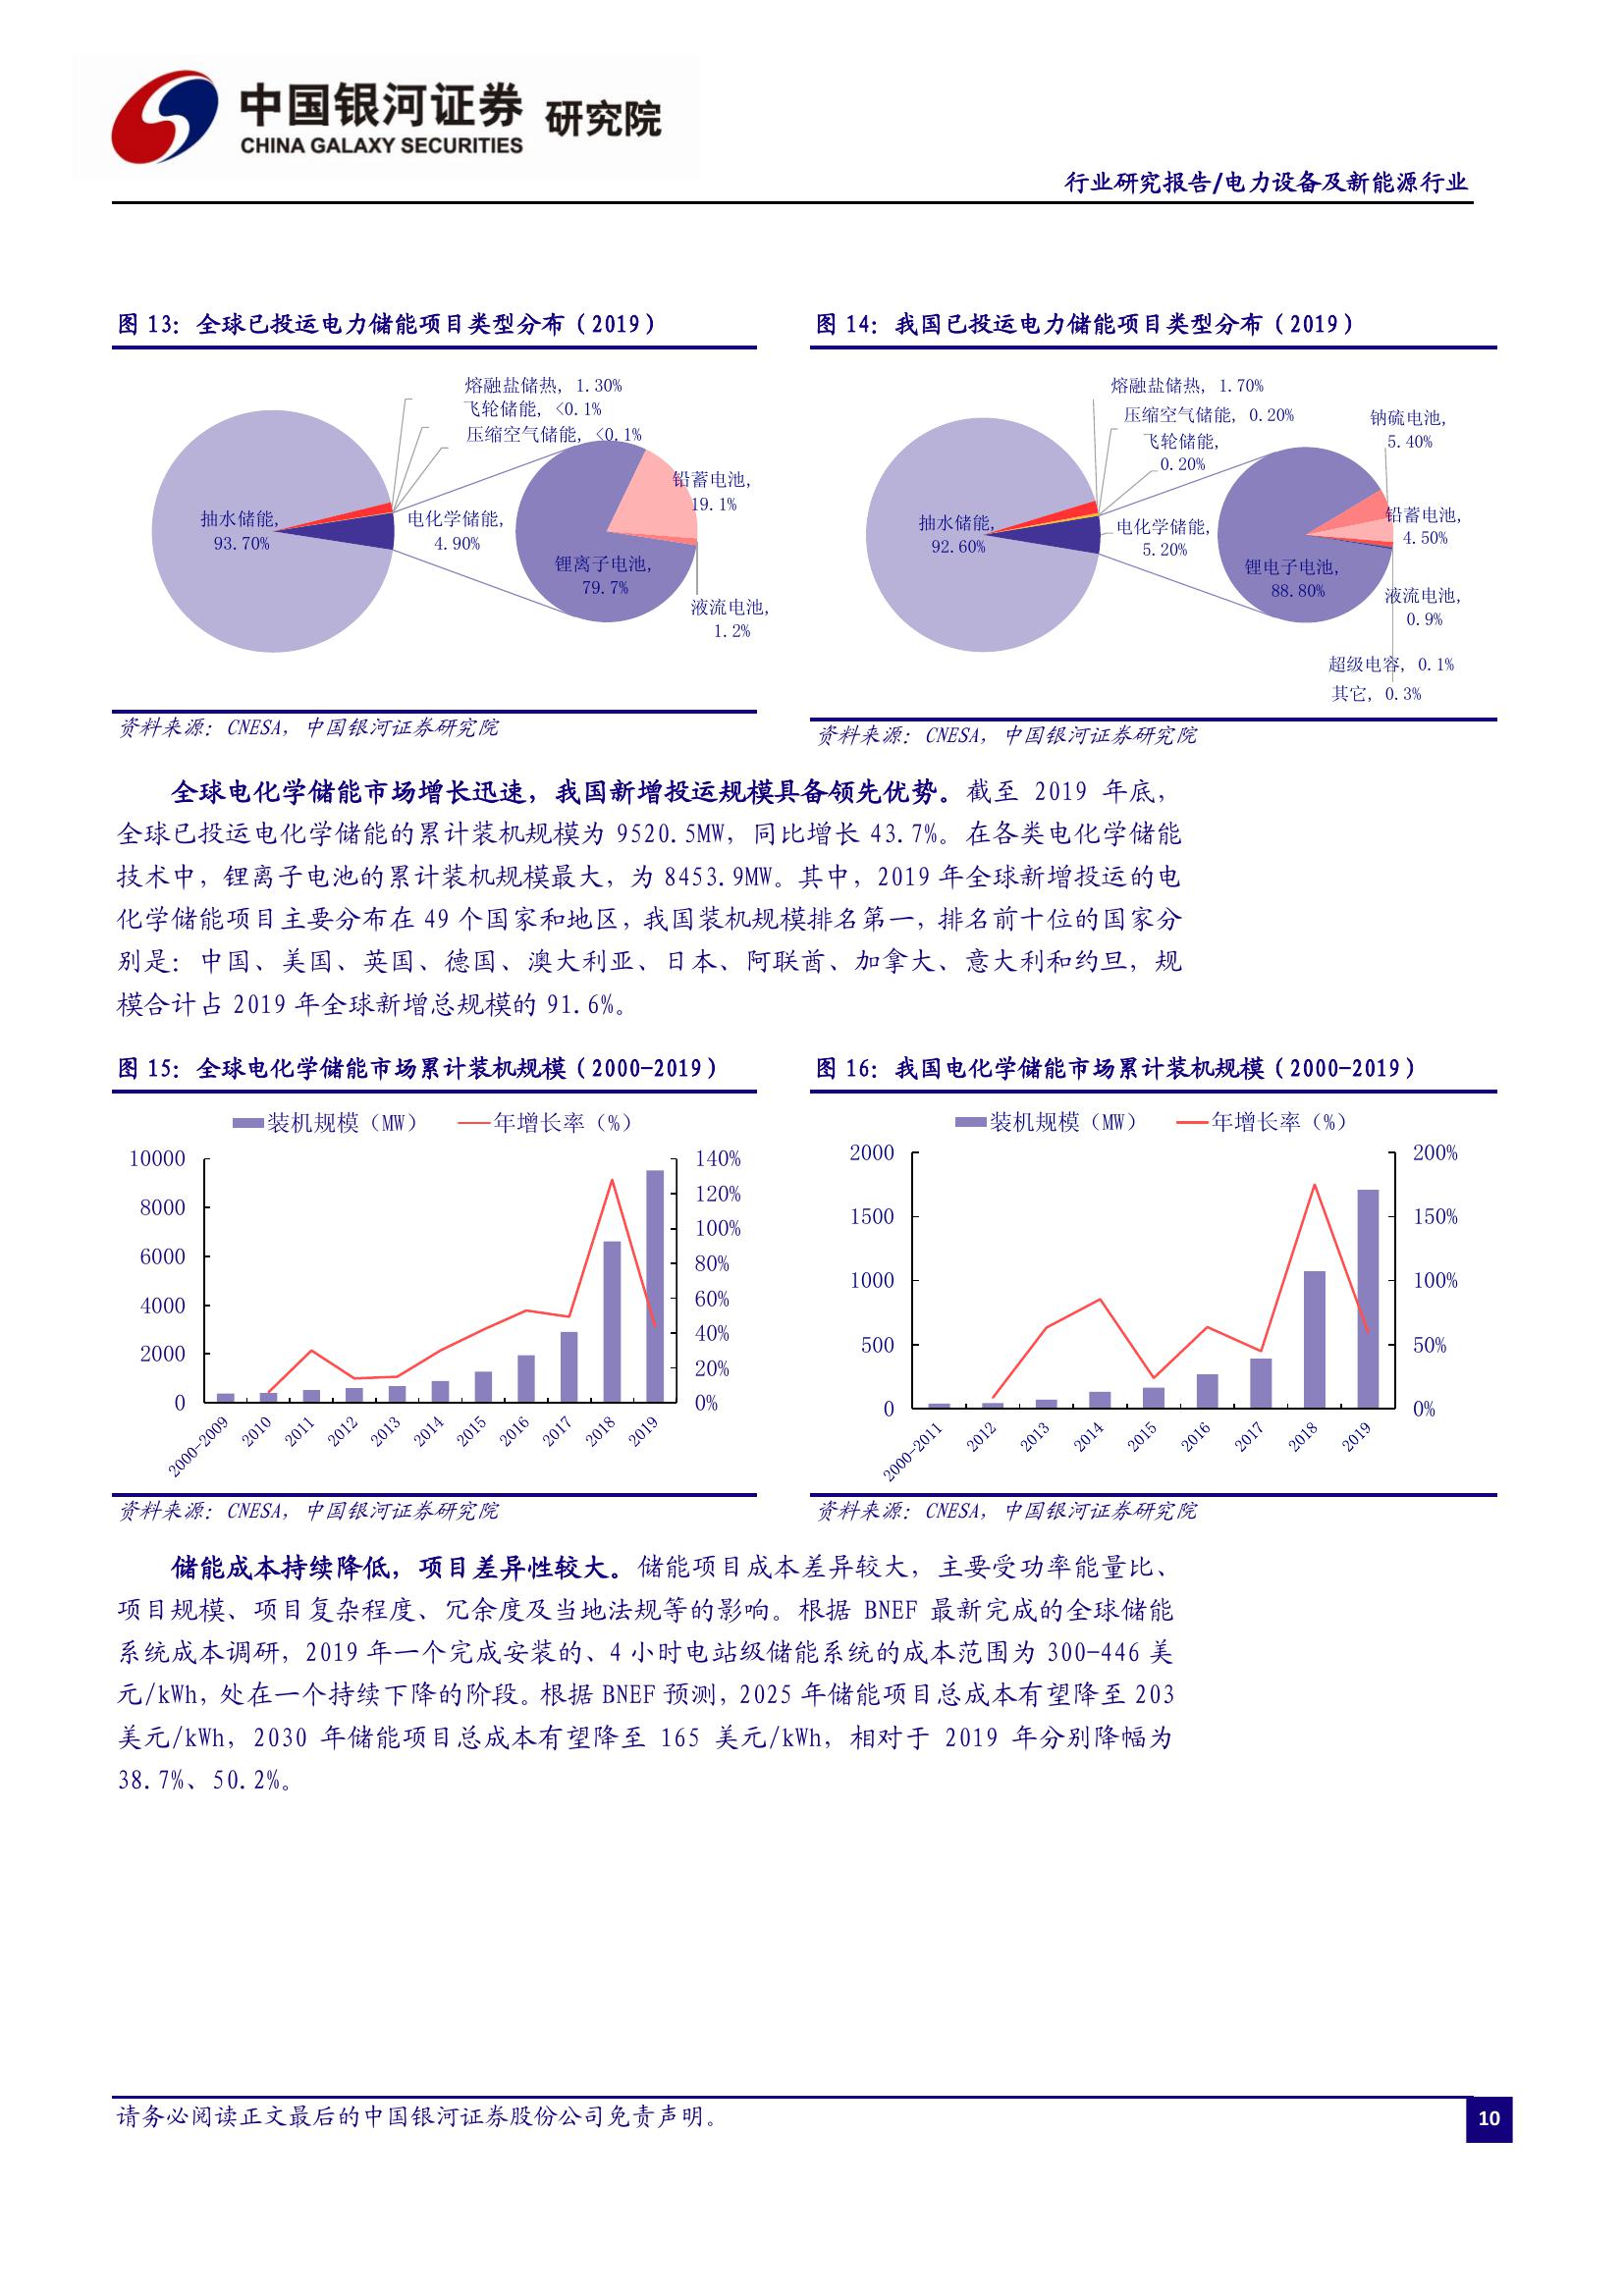 中国银河证券 研究院
CHINA GALAXY SECURITIES
行业研究报告/电力设备及新能源行业
图 13：全球已投运电力储能项目类型分布（2019）
熔融盐储热, 1.30%
飞轮储能, <0.1%
压缩空气储能, <0.1%
抽水储能,
93.70%
电化学储能,
4.90%
铅蓄电池,
19.1%
锂离子电池,
79.7%
液流电池,
1.2%
资料来源：CNESA，中国银河证券研究院
图 14：我国已投运电力储能项目类型分布（2019）
熔融盐储热, 1.70%
压缩空气储能, 0.20%
飞轮储能,
0.20%
抽水储能,
92.60%
电化学储能,
5.20%
钠硫电池,
5.40%
铅蓄电池,
4.50%
锂电子电池,
88.80%
液流电池,
0.9%
超级电容, 0.1%
其它, 0.3%
资料来源：CNESA，中国银河证券研究院
全球电化学储能市场增长迅速，我国新增投运规模具备领先优势。截至 2019 年底，
全球已投运电化学储能的累计装机规模为 9520.5MW，同比增长 43.7%。在各类电化学储能
技术中，锂离子电池的累计装机规模最大，为 8453.9MW。其中，2019 年全球新增投运的电
化学储能项目主要分布在 49 个国家和地区，我国装机规模排名第一，排名前十位的国家分
别是：中国、美国、英国、德国、澳大利亚、日本、阿联酋、加拿大、意大利和约旦，规
模合计占 2019 年全球新增总规模的 91.6%。
图 15：全球电化学储能市场累计装机规模（2000-2019）
装机规模（MW） 年增长率（%）
10000
8000
6000
4000
2000
0
140%
120%
100%
80%
60%
40%
20%
0%
2000-2009 2010 2011 2012 2013 2014 2015 2016 2017 2018 2019
资料来源：CNESA，中国银河证券研究院
图 16：我国电化学储能市场累计装机规模（2000-2019）
装机规模（MW） 年增长率（%）
2000
1500
1000
500
0
200%
150%
100%
50%
0%
2000-2011 2012 2013 2014 2015 2016 2017 2018 2019
资料来源：CNESA，中国银河证券研究院
储能成本持续降低，项目差异性较大。储能项目成本差异较大，主要受功率能量比、
项目规模、项目复杂程度、冗余度及当地法规等的影响。根据 BNEF 最新完成的全球储能
系统成本调研，2019 年一个完成安装的、4 小时电站级储能系统的成本范围为 300-446 美
元/kWh，处在一个持续下降的阶段。根据 BNEF 预测，2025 年储能项目总成本有望降至 203
美元/kWh，2030 年储能项目总成本有望降至 165 美元/kWh，相对于 2019 年分别降幅为
38.7%、50.2%。
请务必阅读正文最后的中国银河证券股份公司免责声明。
10